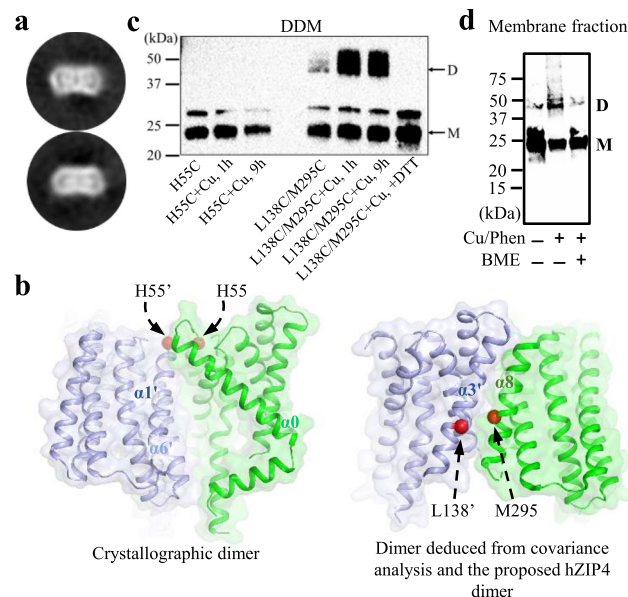 a
c
DDM
(kDa)
50
37
25
20
D
M
H55C
H55C+Cu, 1h
H55C+Cu, 9h
L138C/M295C
L138C/M295C+Cu, 1h
L138C/M295C+Cu, 9h
L138C/M295C+Cu, +DTT
d
Membrane fraction
75
50
37
25
20
15
(kDa)
D
M
Cu/Phen – + +
BME – – +
b
H55' H55
α1'
α6'
α0
Crystallographic dimer
α3'
α8
L138'
M295
Dimer deduced from covariance
analysis and the proposed hZIP4
dimer